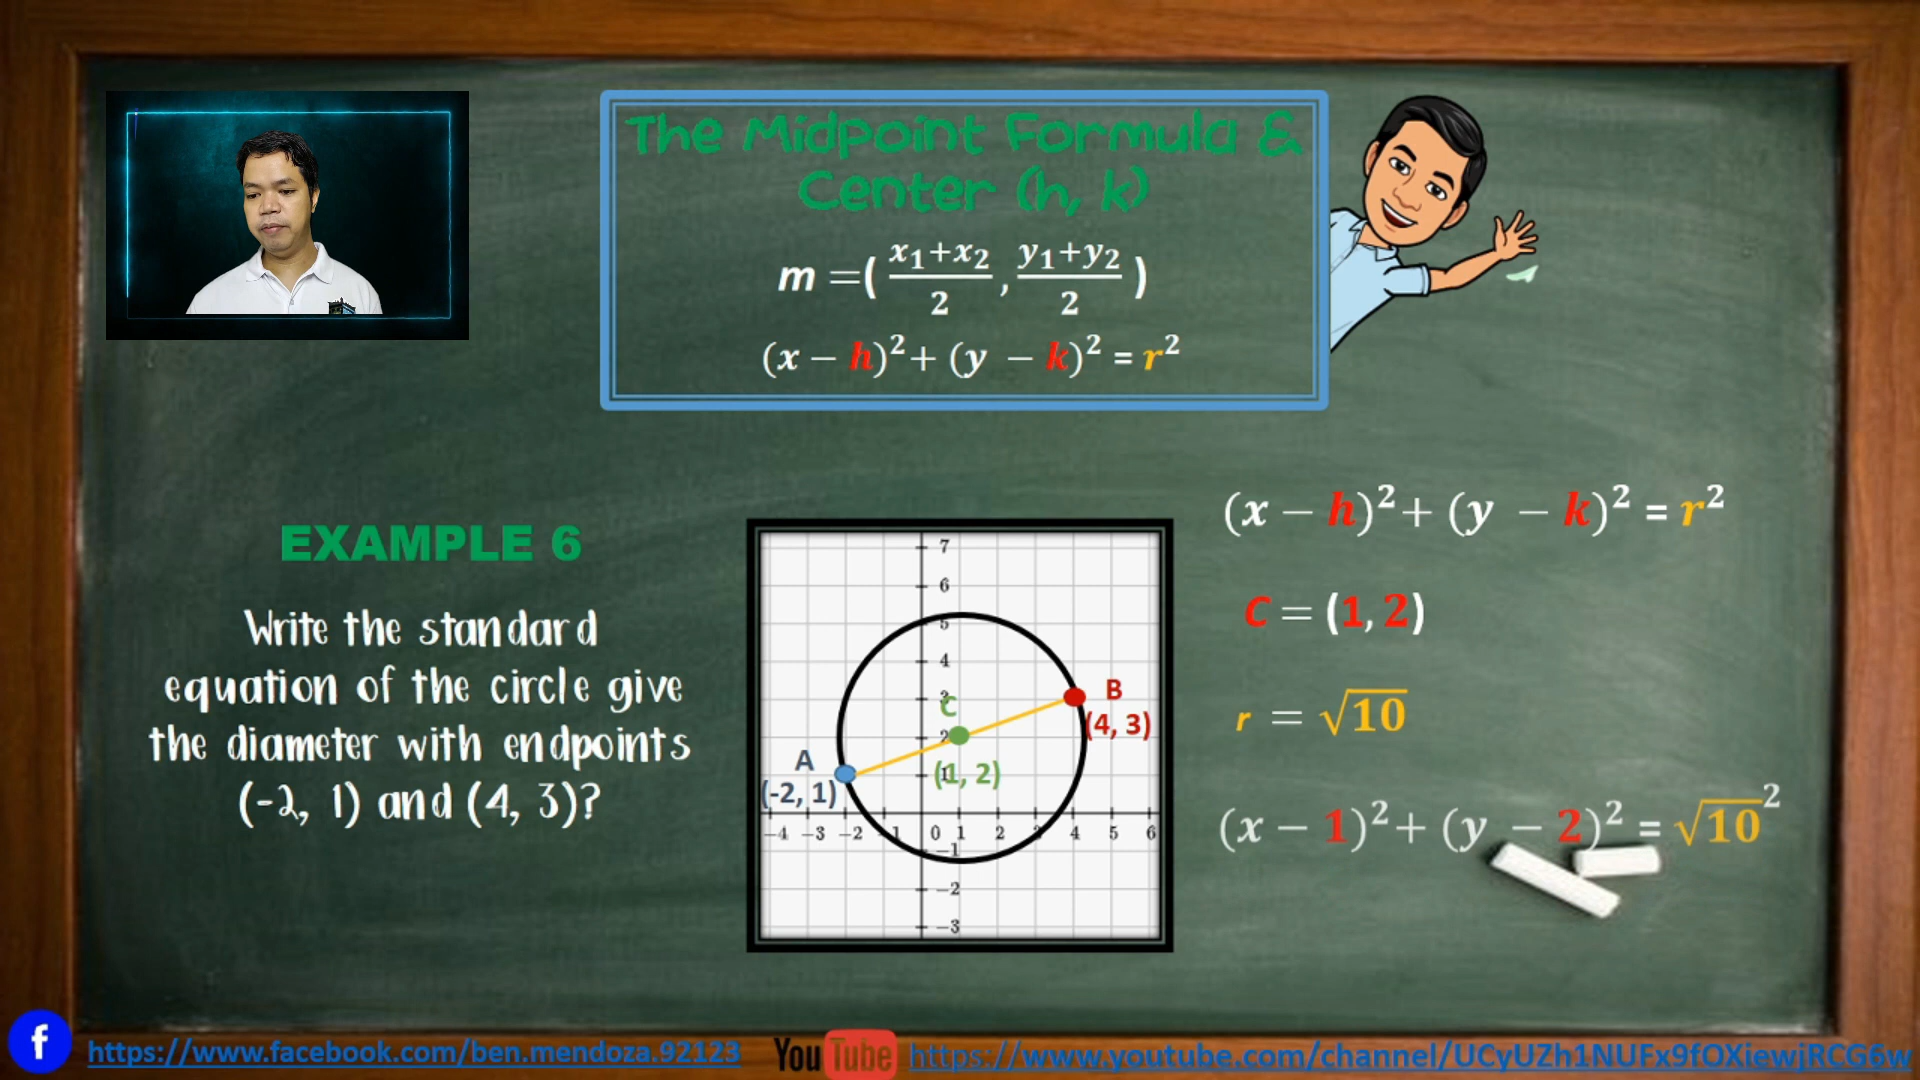 The Midpoint Formula &
Center (h, k)
m =( x₁+x₂/2 , y₁+y₂/2 )
(x − h)²+ (y − k)² = r²
EXAMPLE 6
Write the standard
equation of the circle give
the diameter with endpoints
(-2, 1) and (4, 3)?
7
6
5
4
3
C
2
1
B
(4, 3)
A
(-2, 1)
(1, 2)
−4 −3 −2 −1 0 1 2 3 4 5 6
−1
−2
−3
(x − h)²+ (y − k)² = r²
C = (1, 2)
r = √10
(x − 1)²+ (y − 2)² = √10²
f
https://www.facebook.com/ben.mendoza.92123
YouTube
https://www.youtube.com/channel/UCyUZh1NUFx9fOXiewjRCG6w